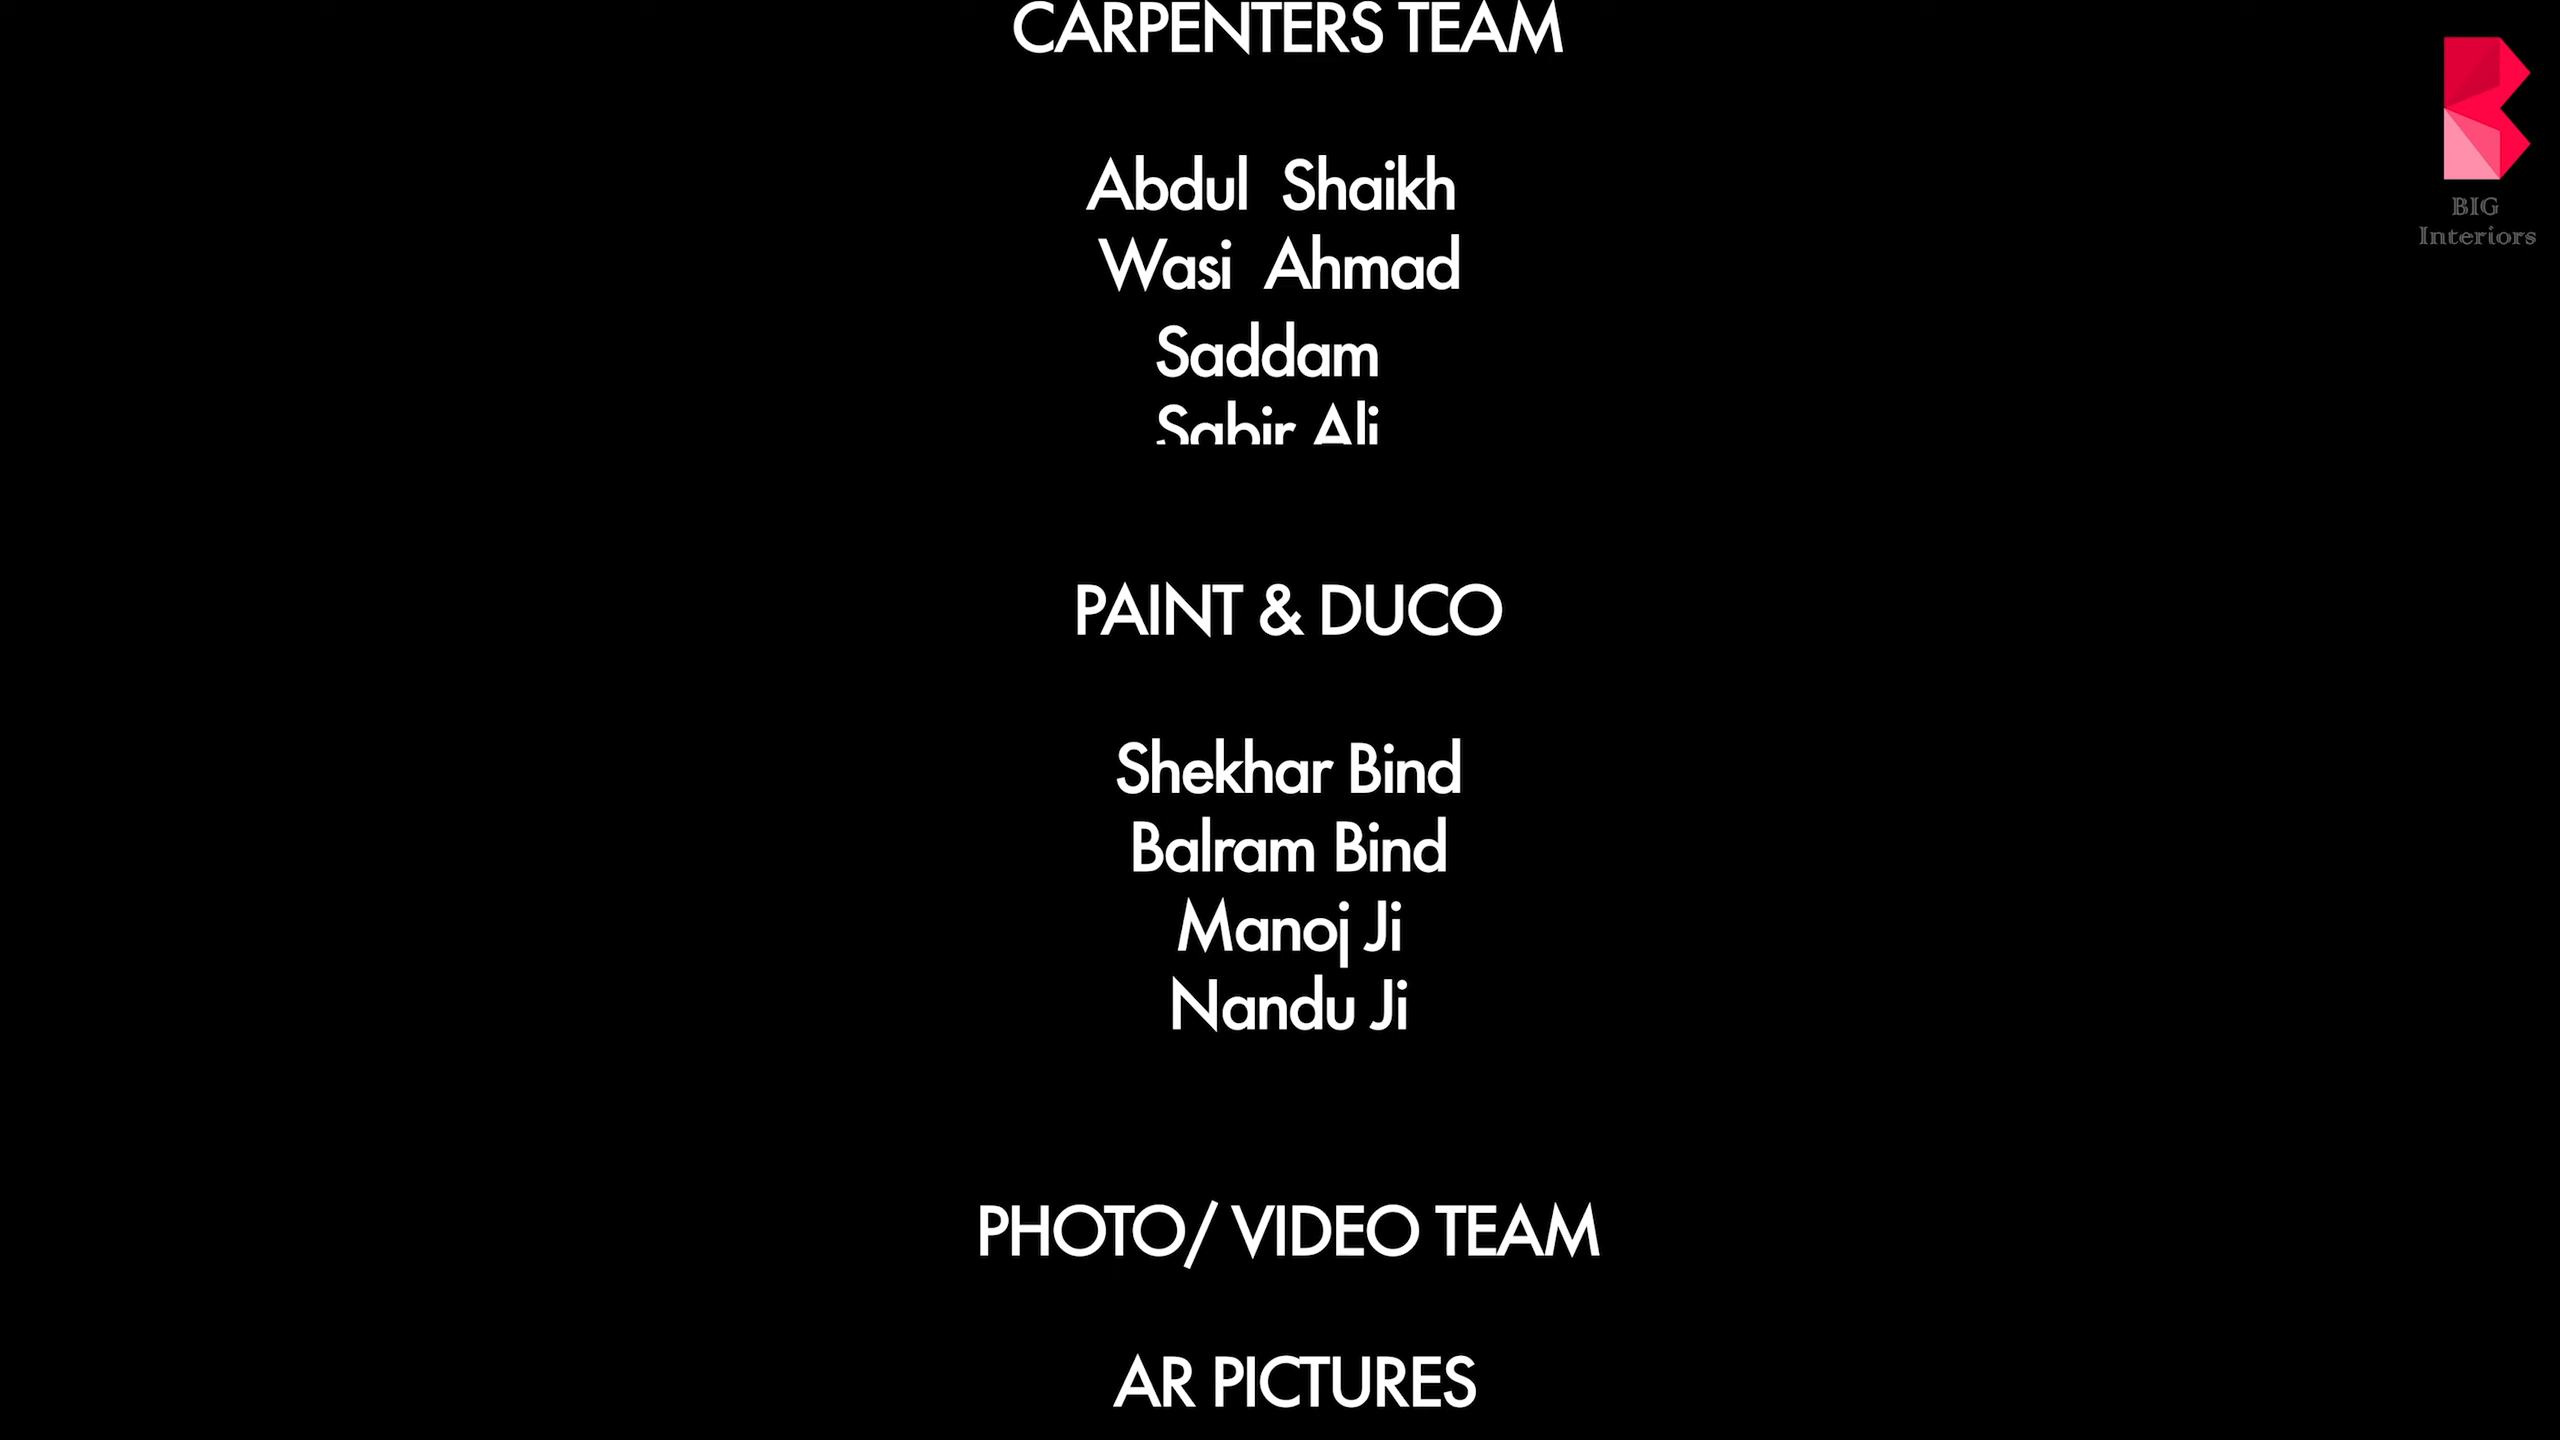 CARPENTERS TEAM
BIG
Interiors
Abdul Shaikh
Wasi Ahmad
Saddam
Sabir Ali
PAINT & DUCO
Shekhar Bind
Balram Bind
Manoj Ji
Nandu Ji
PHOTO/ VIDEO TEAM
AR PICTURES